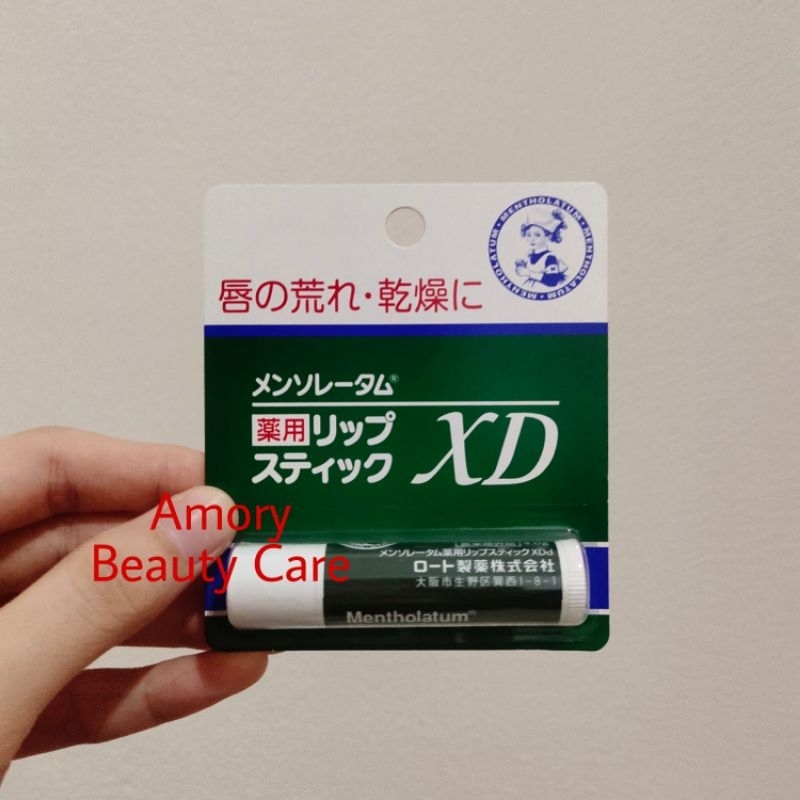 MENTHOLATUM • MENTHOLATUM • MENTHOLATUM
唇の荒れ・乾燥に
メンソレータム®
薬用リップ
スティック XD
Amory
Beauty Care
メンソレータム薬用リップスティックXDd
ロート製薬株式会社
大阪市生野区巽西1-8-1
Mentholatum®